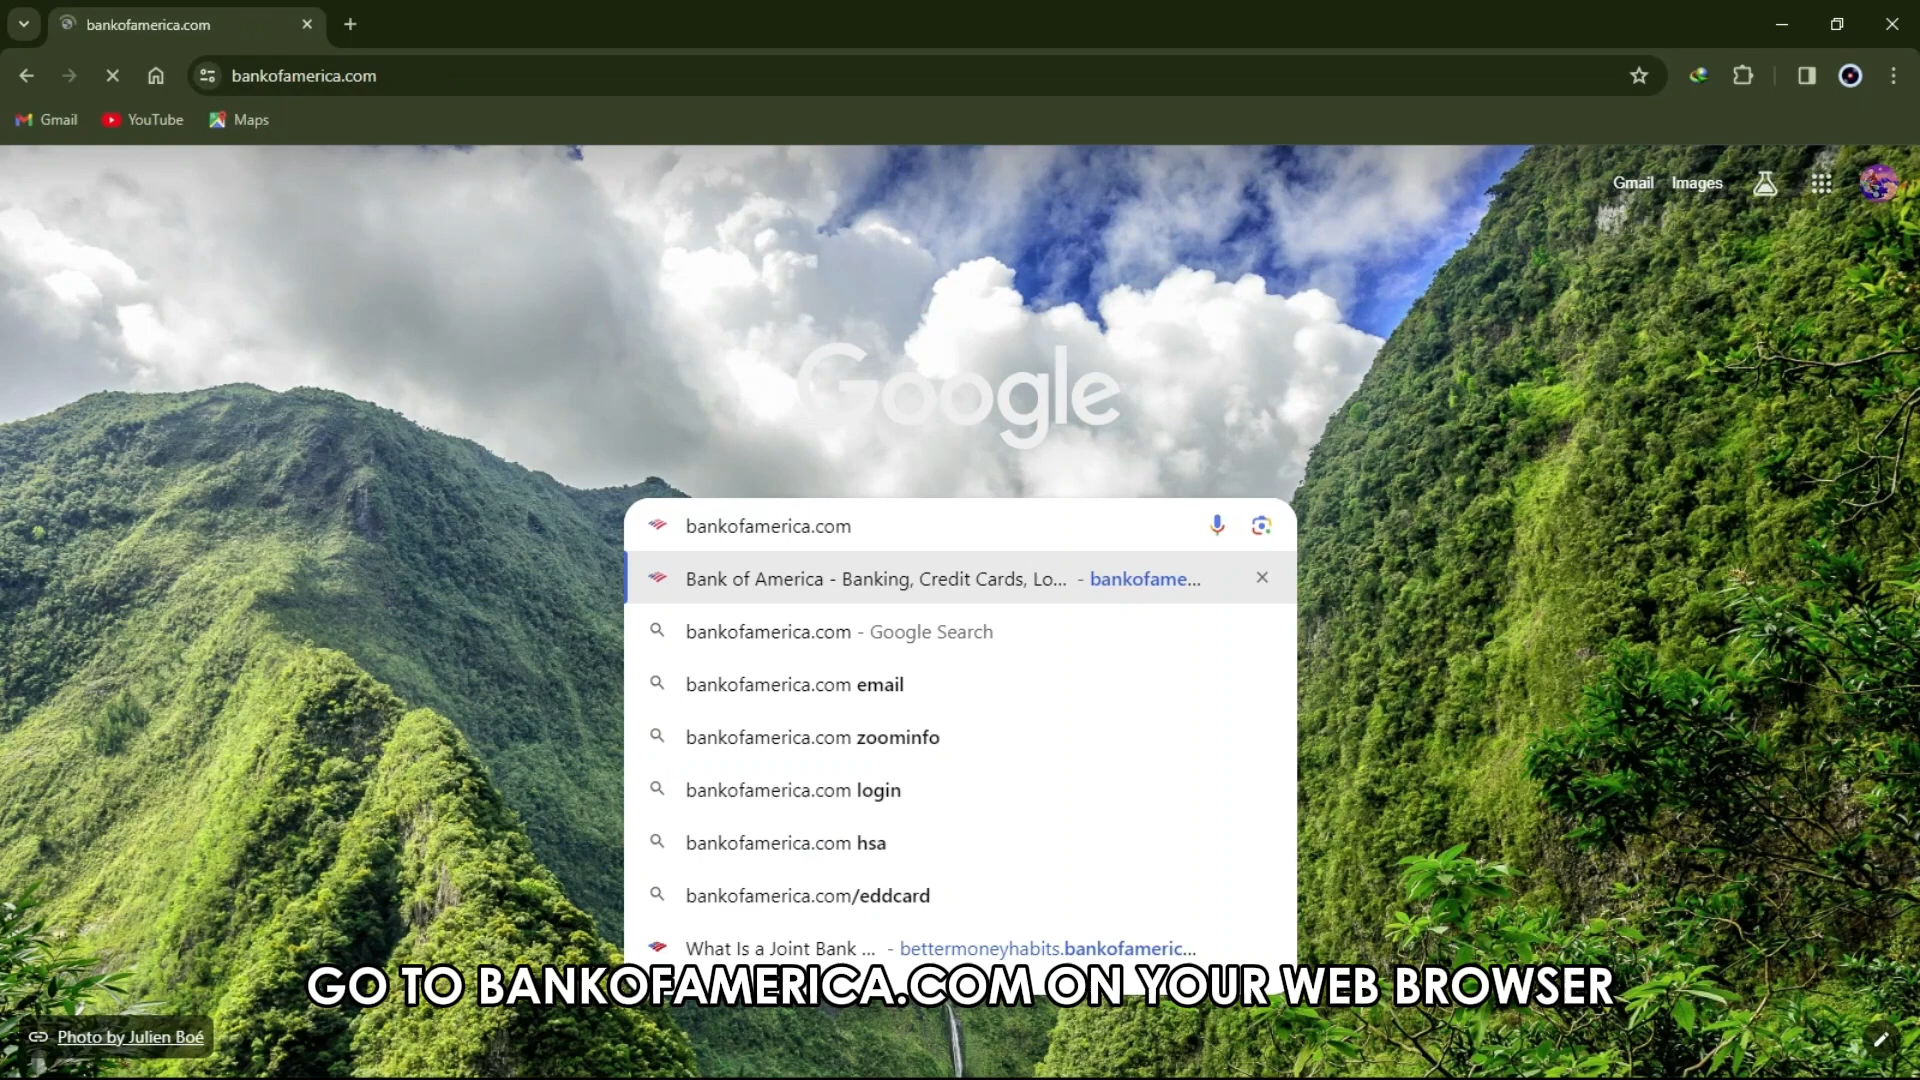 bankofamerica.com
bankofamerica.com
Gmail YouTube Maps
Gmail Images
Google
bankofamerica.com
Bank of America - Banking, Credit Cards, Lo... - bankofame...
bankofamerica.com - Google Search
bankofamerica.com email
bankofamerica.com zoominfo
bankofamerica.com login
bankofamerica.com hsa
bankofamerica.com/eddcard
What Is a Joint Bank ... - bettermoneyhabits.bankofameric...
GO TO BANKOFAMERICA.COM ON YOUR WEB BROWSER
Photo by Julien Boé